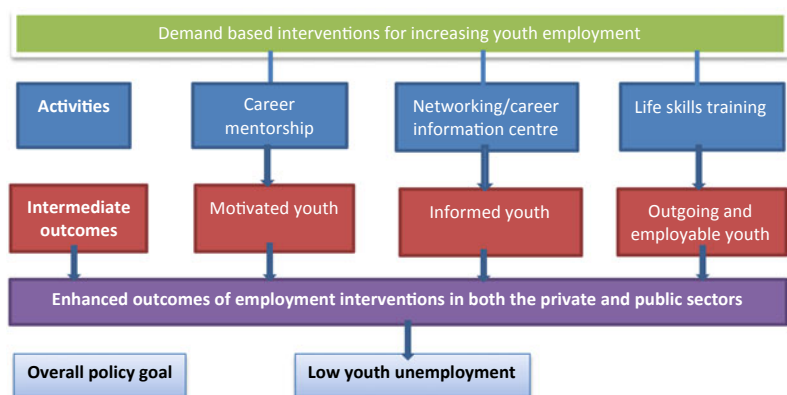 Demand based interventions for increasing youth employment
Activities
Career
mentorship
Networking/career
information centre
Life skills training
Intermediate
outcomes
Motivated youth
Informed youth
Outgoing and
employable youth
Enhanced outcomes of employment interventions in both the private and public sectors
Overall policy goal
Low youth unemployment